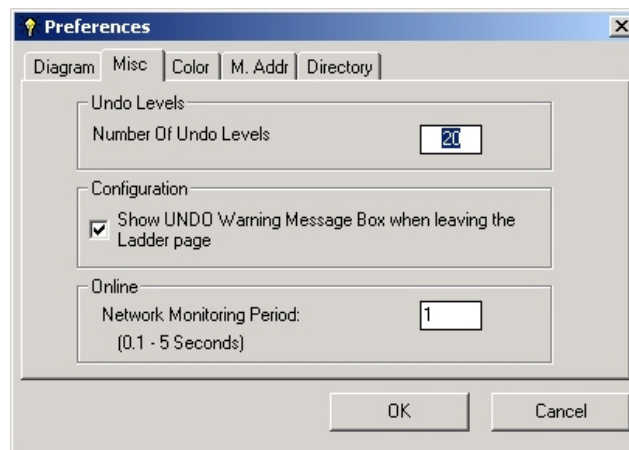 Preferences
Diagram Misc Color M. Addr Directory
Undo Levels
Number Of Undo Levels 20
Configuration
Show UNDO Warning Message Box when leaving the
Ladder page
Online
Network Monitoring Period: 1
(0.1 - 5 Seconds)
OK Cancel